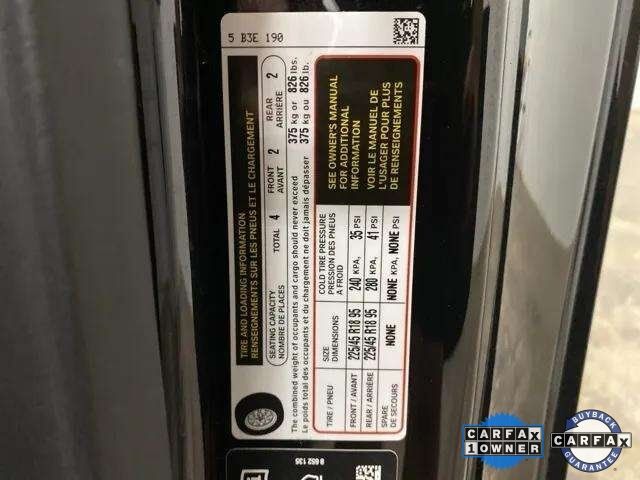 5 B3E 190
TIRE AND LOADING INFORMATION
RENSEIGNEMENTS SUR LES PNEUS ET LE CHARGEMENT
SEATING CAPACITY
NOMBRE DE PLACES
TOTAL 4
FRONT
AVANT 2
REAR
ARRIÈRE 2
The combined weight of occupants and cargo should never exceed 375 kg or 826 lbs.
Le poids total des occupants et du chargement ne doit jamais dépasser 375 kg ou 826 lb.
TIRE / PNEU
SIZE
DIMENSIONS
COLD TIRE PRESSURE
PRESSION DES PNEUS
A FROID
FRONT / AVANT 225/45 R18 95 240 KPA, 35 PSI
REAR / ARRIÈRE 225/45 R18 95 280 KPA, 41 PSI
SPARE
DE SECOURS NONE NONE KPA, NONE PSI
SEE OWNER'S MANUAL
FOR ADDITIONAL
INFORMATION
VOIR LE MANUEL DE
L'USAGER POUR PLUS
DE RENSEIGNEMENTS
8 652 135
CARFAX
1 OWNER
BUYBACK
CARFAX
GUARANTEE